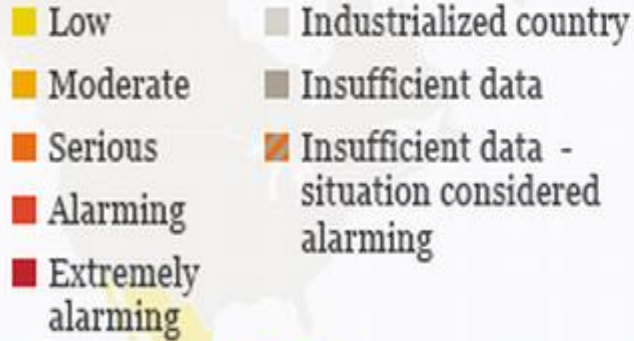 Low
Moderate
Serious
Alarming
Extremely
alarming
Industrialized country
Insufficient data
Insufficient data -
situation considered
alarming